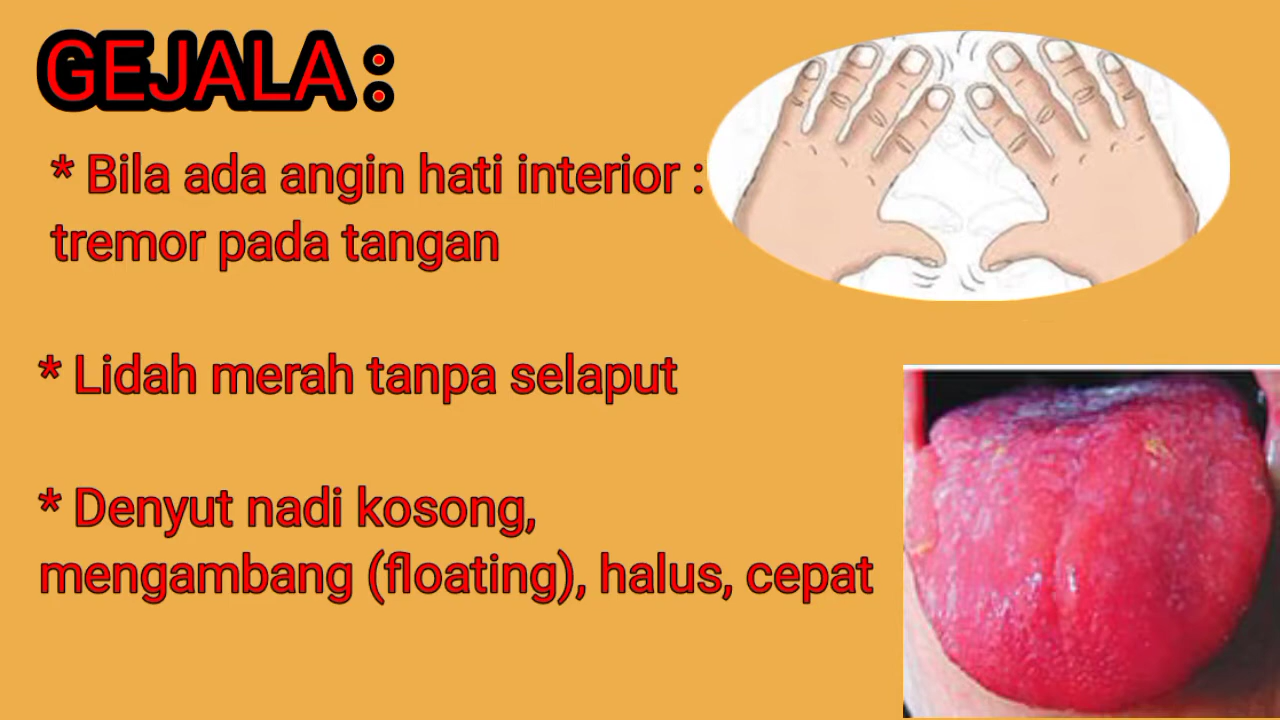 GEJALA :
* Bila ada angin hati interior :
tremor pada tangan
* Lidah merah tanpa selaput
* Denyut nadi kosong,
mengambang (floating), halus, cepat